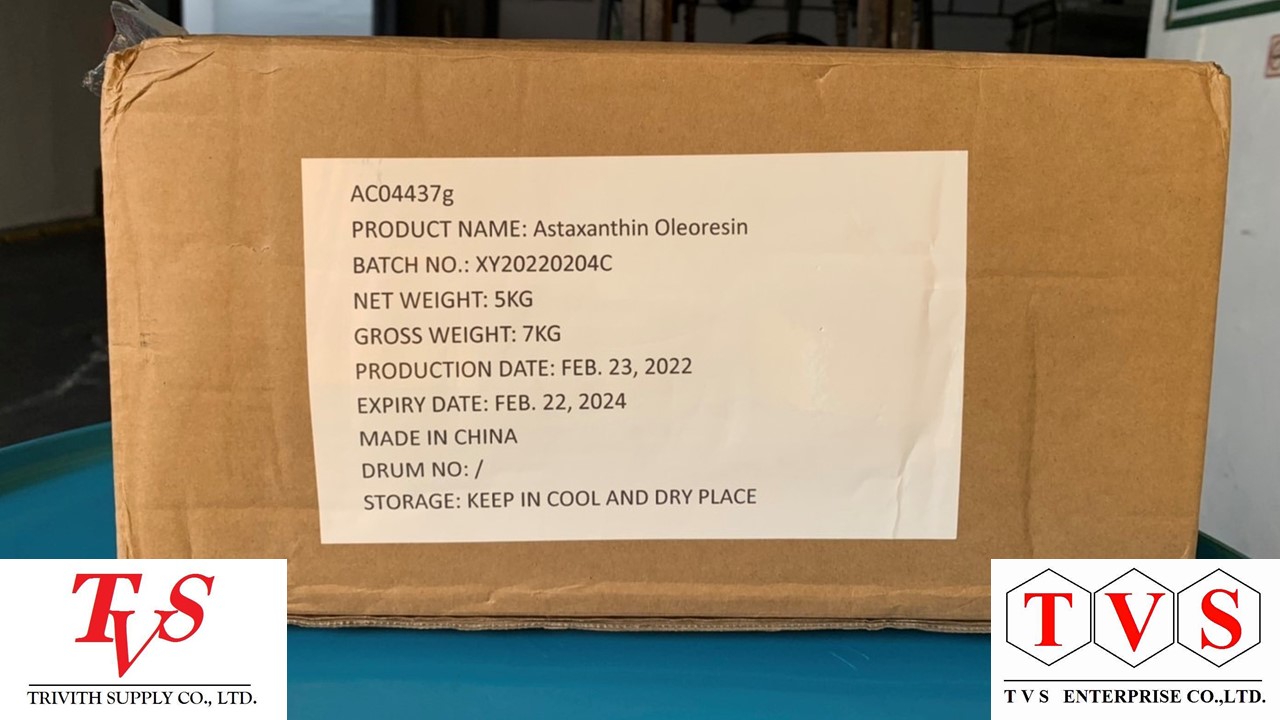 AC04437g
PRODUCT NAME: Astaxanthin Oleoresin
BATCH NO.: XY20220204C
NET WEIGHT: 5KG
GROSS WEIGHT: 7KG
PRODUCTION DATE: FEB. 23, 2022
EXPIRY DATE: FEB. 22, 2024
MADE IN CHINA
DRUM NO: /
STORAGE: KEEP IN COOL AND DRY PLACE
TVS
TRIVITH SUPPLY CO., LTD.
TVS
TVS ENTERPRISE CO.,LTD.